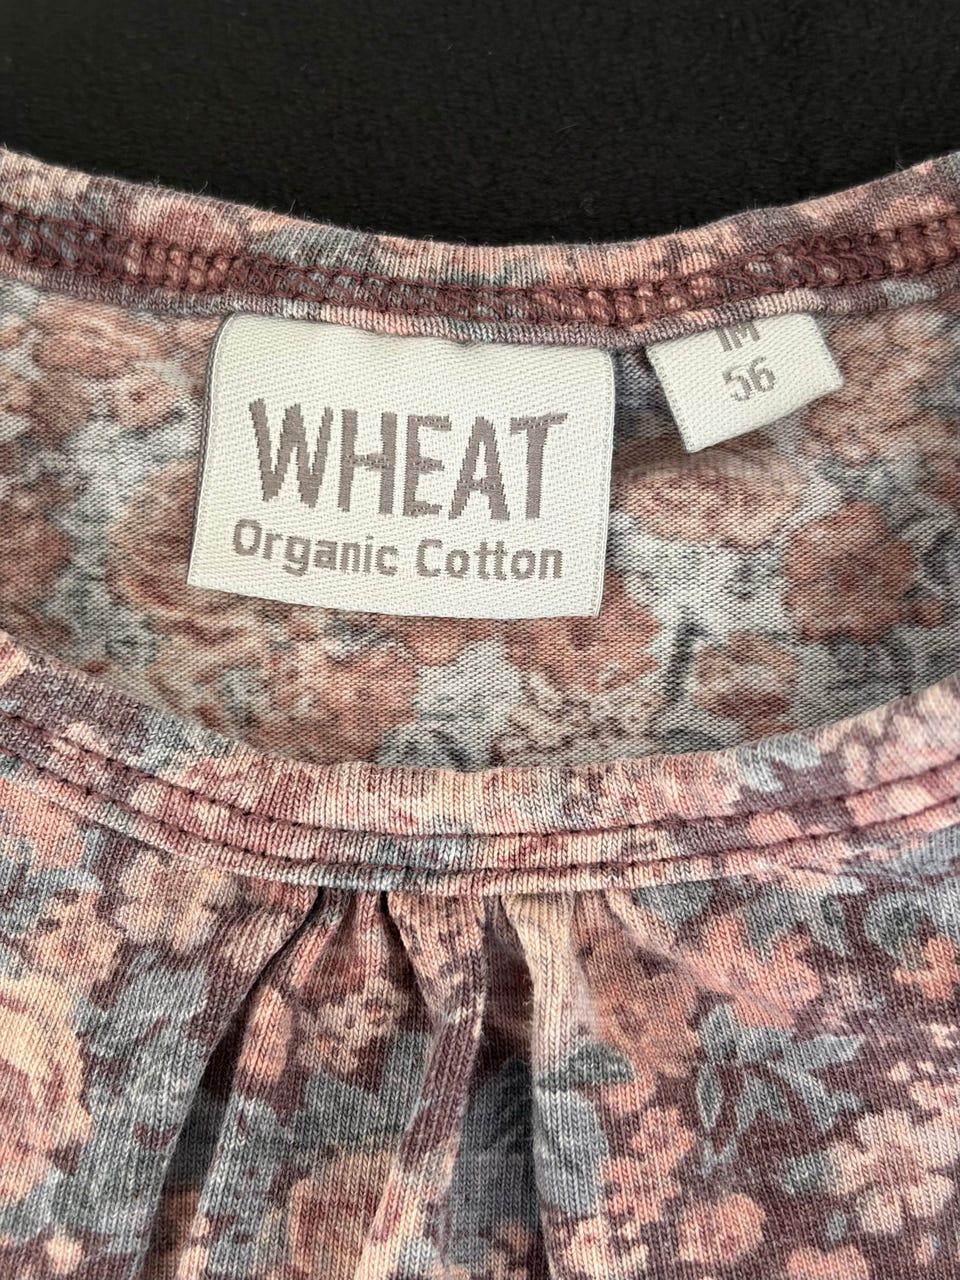 WHEAT
Organic Cotton
1M
56